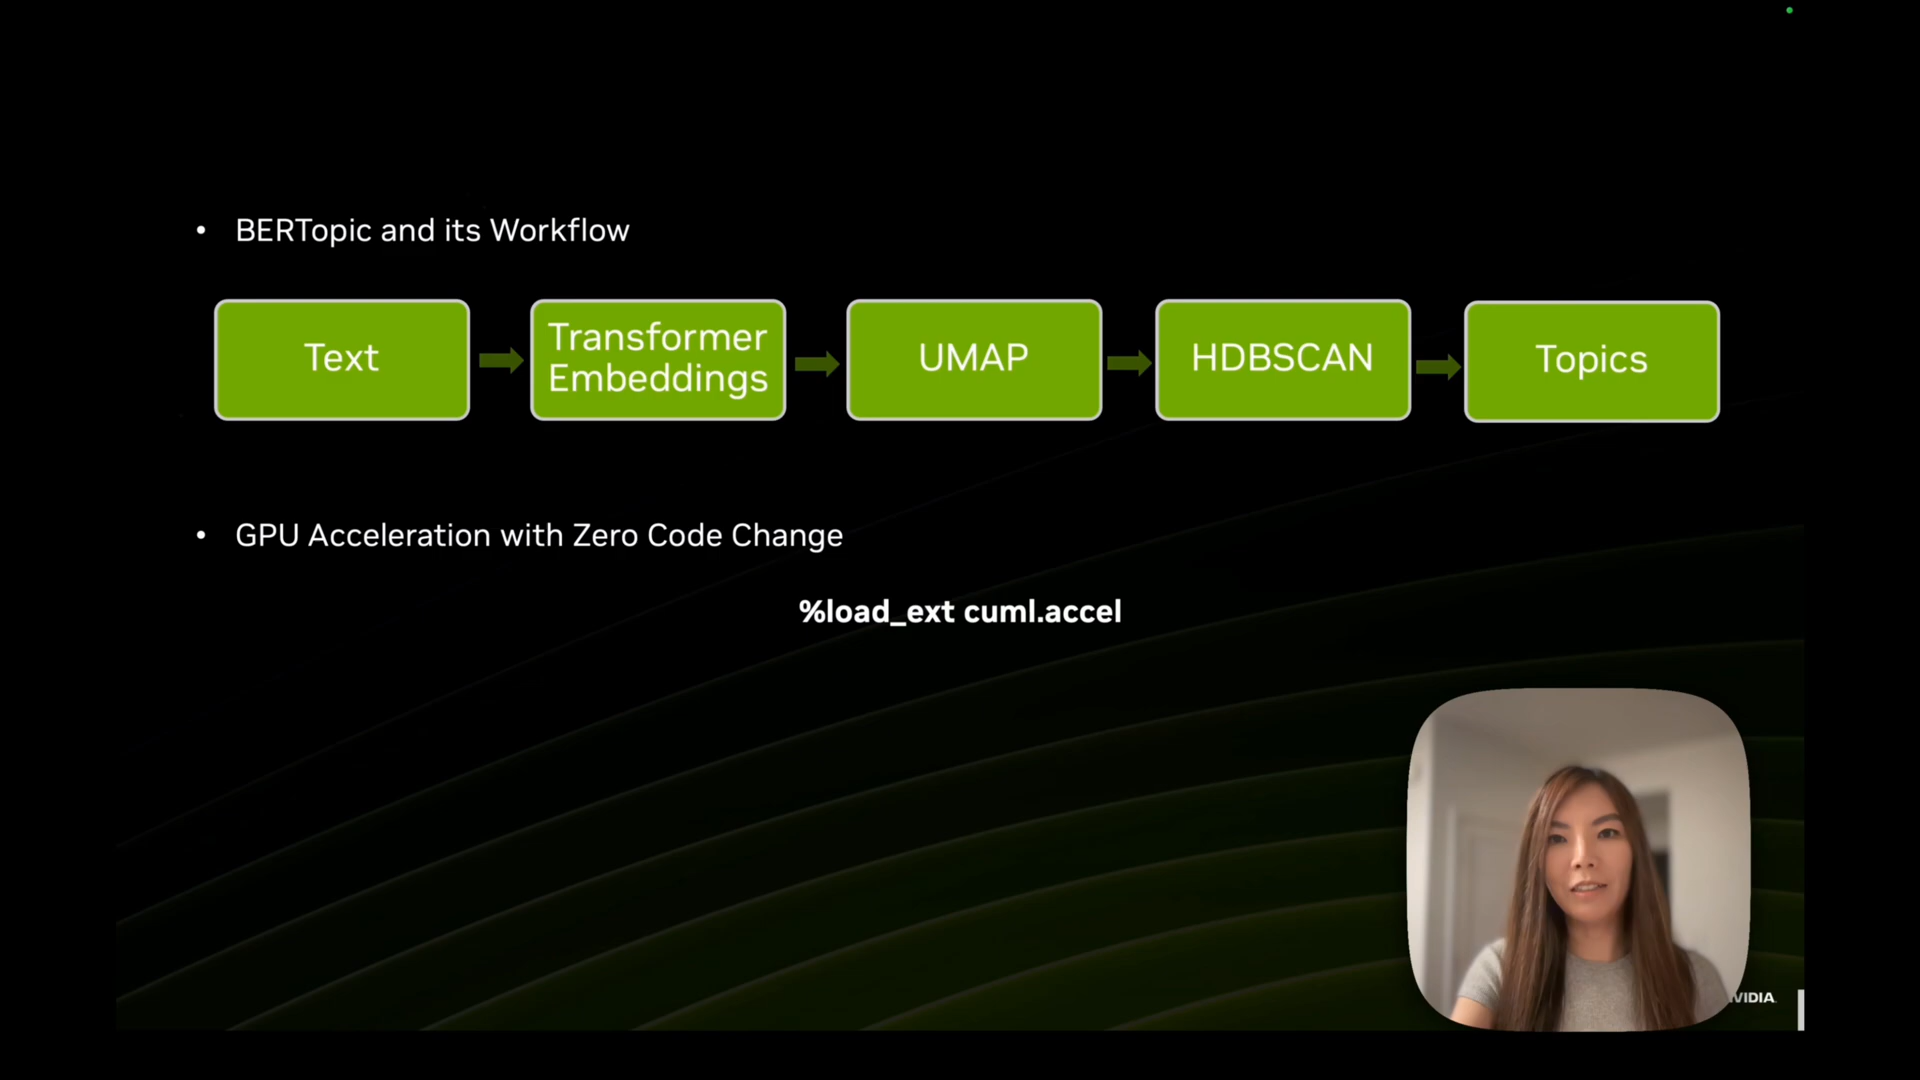 • BERTopic and its Workflow
Text
Transformer
Embeddings
UMAP
HDBSCAN
Topics
• GPU Acceleration with Zero Code Change
%load_ext cuml.accel
VIDIA